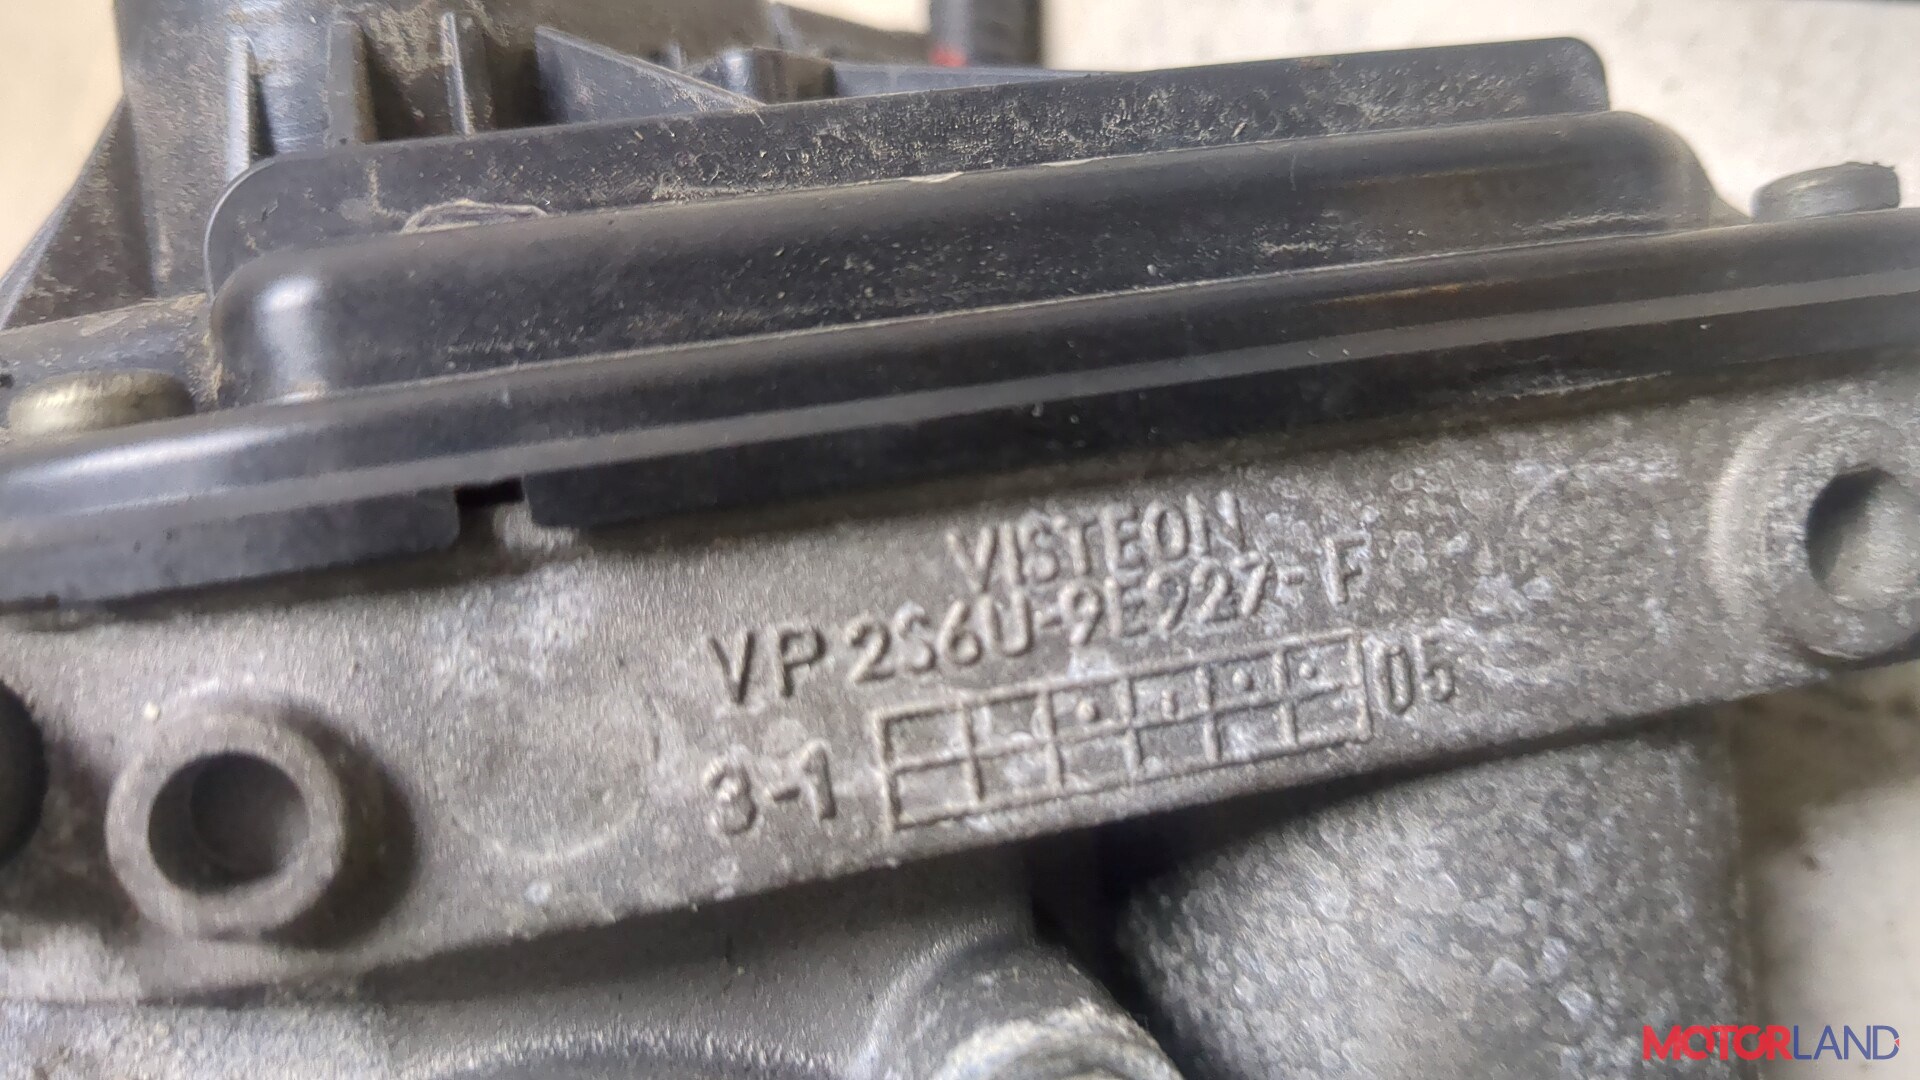 VISTEON
VP 2S6U-9E927-F
3-1 05
MOTORLAND